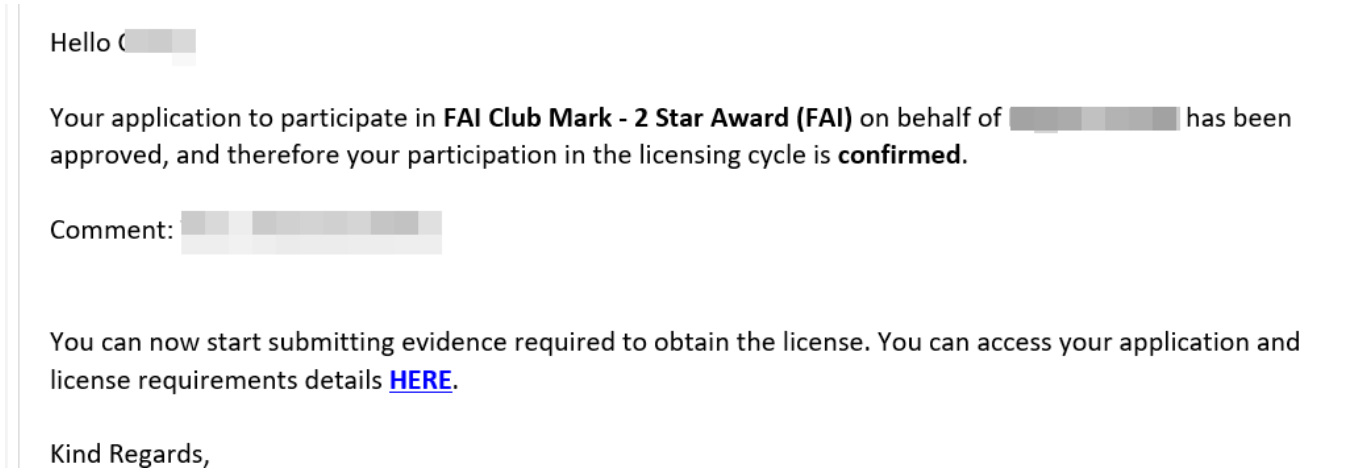 Hello
Your application to participate in FAI Club Mark - 2 Star Award (FAI) on behalf of has been
approved, and therefore your participation in the licensing cycle is confirmed.
Comment:
You can now start submitting evidence required to obtain the license. You can access your application and
license requirements details HERE.
Kind Regards,